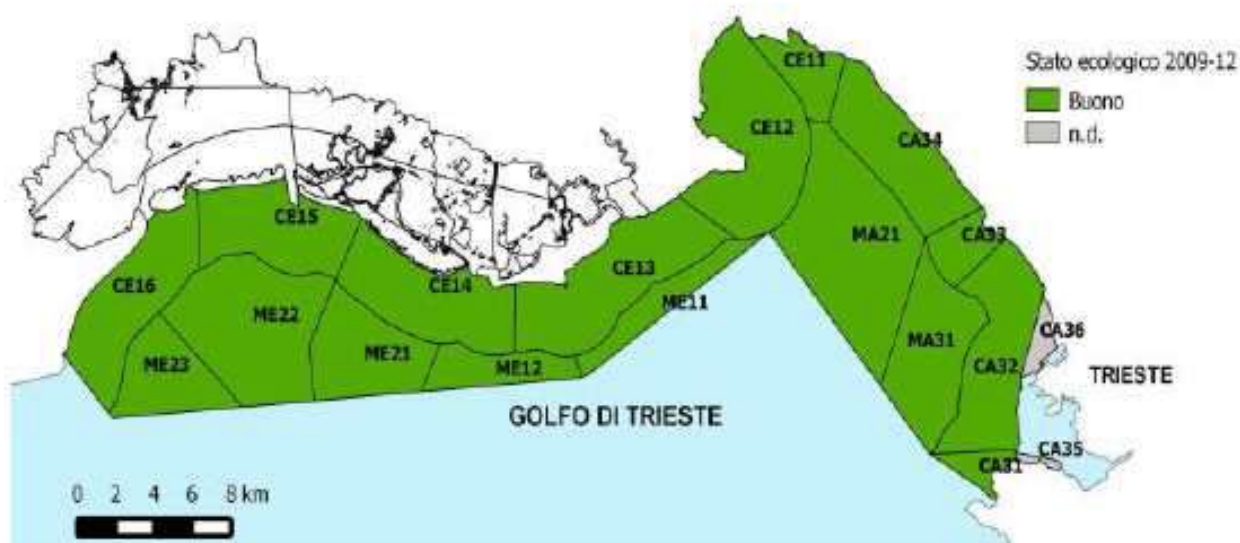 Stato ecologico 2009-12
Buono
n.d.
CE11
CE12
CA34
CE15
MA21
CA33
CE13
CE16
CE14
ME11
ME22
CA36
ME21
MA31
ME23
ME12
CA32
TRIESTE
GOLFO DI TRIESTE
CA35
CA31
0 2 4 6 8 km